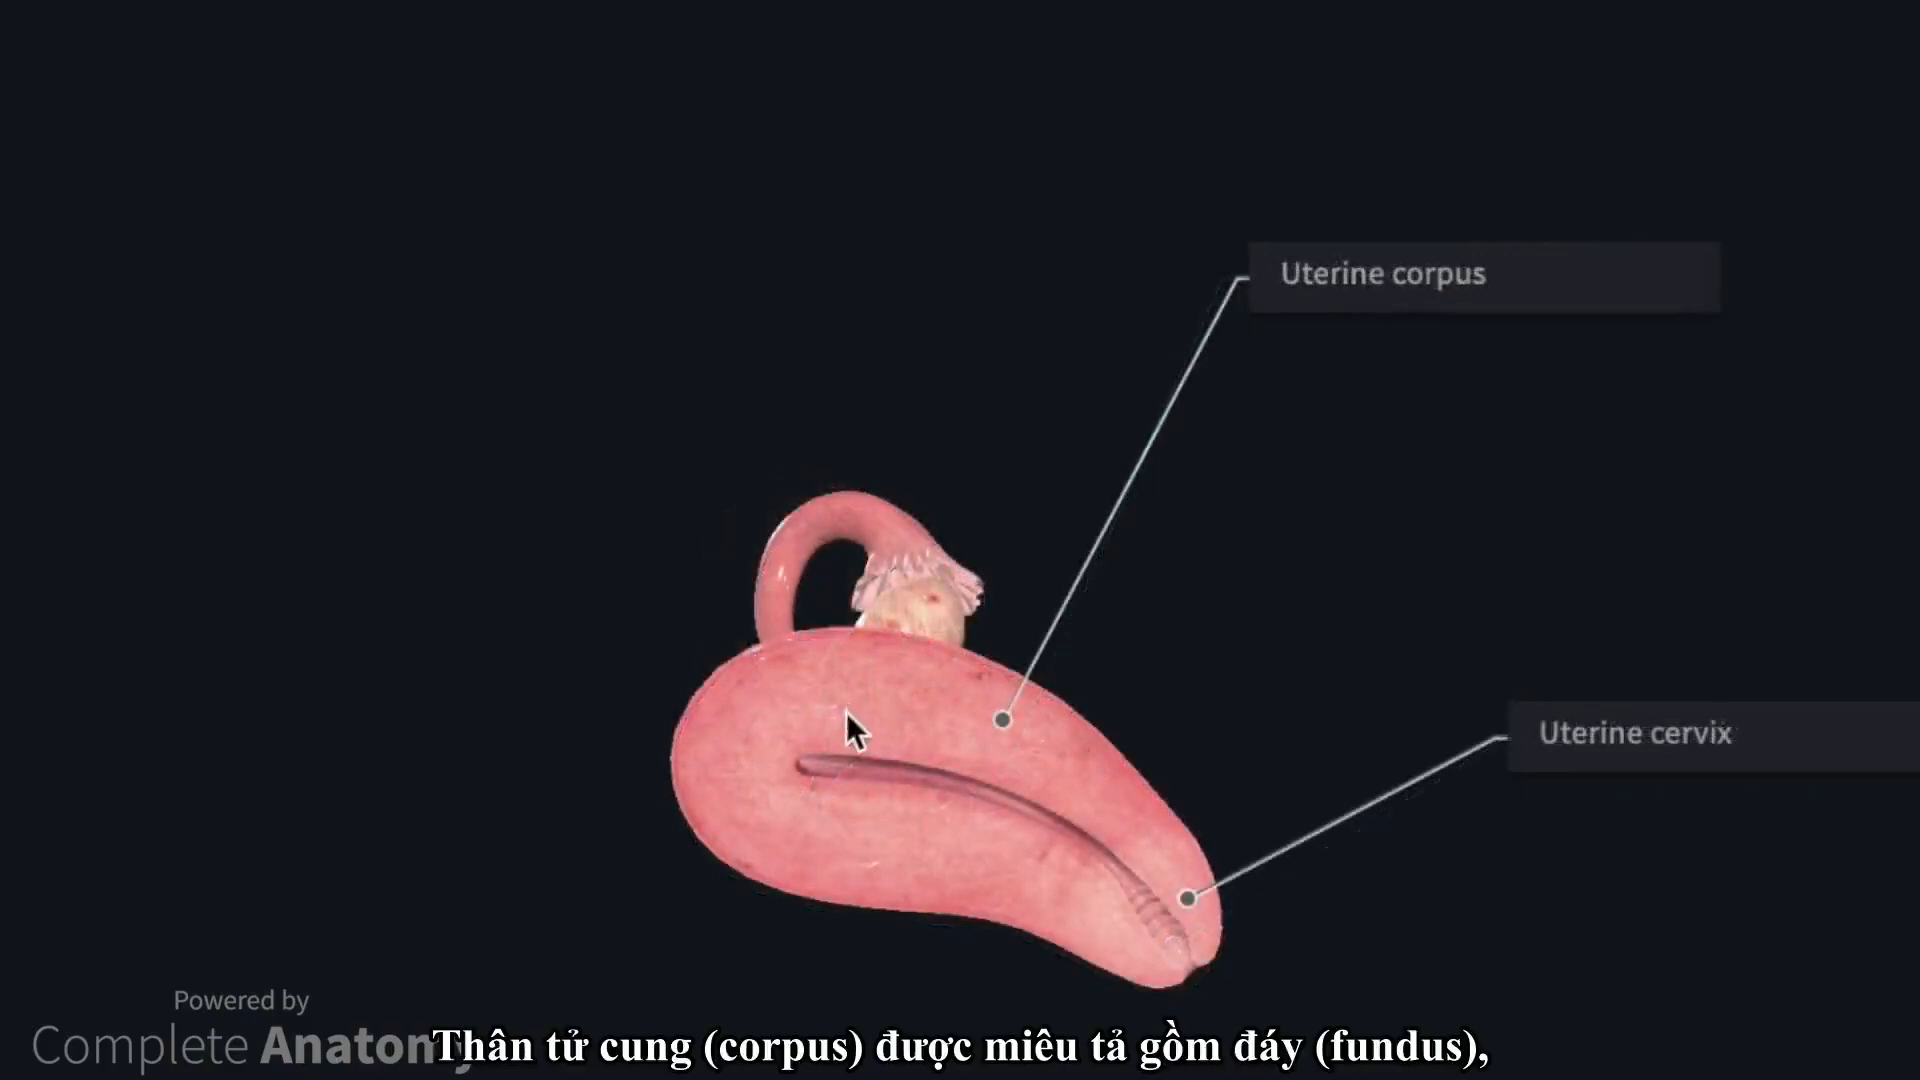 Uterine corpus
Uterine cervix
Powered by
Complete Anatomy
Thân tử cung (corpus) được miêu tả gồm đáy (fundus),